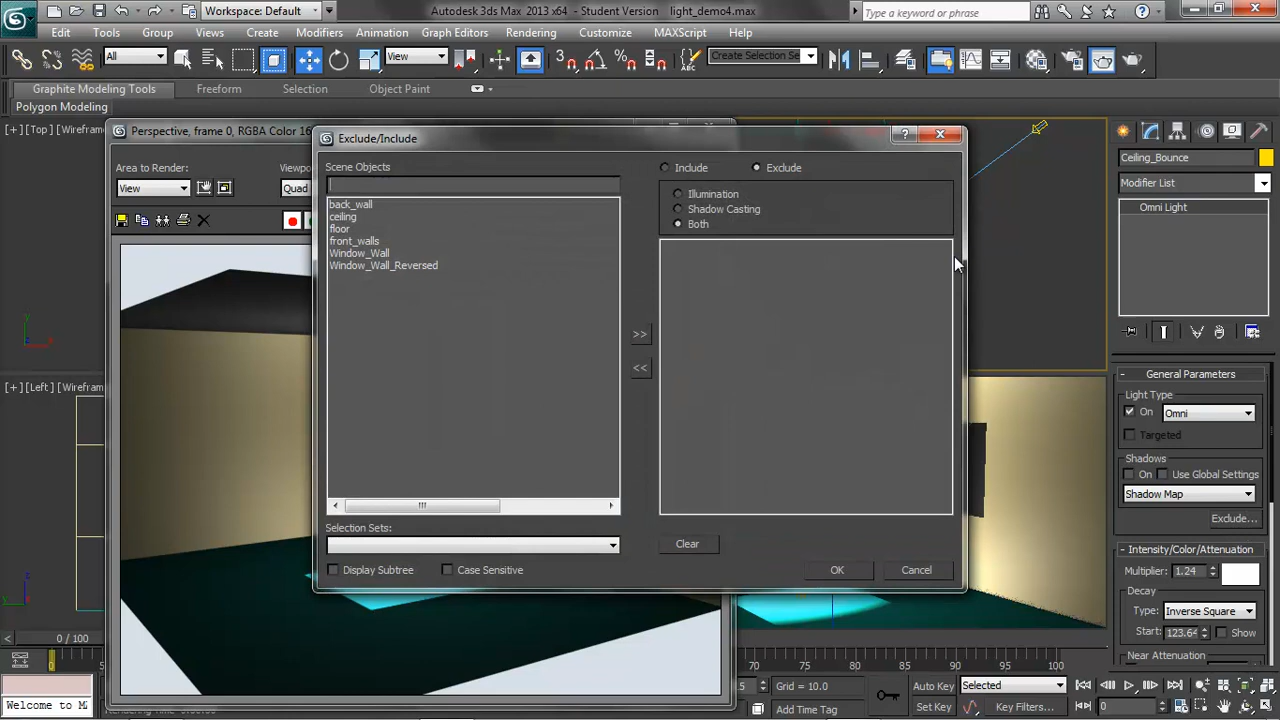 Workspace: Default
Autodesk 3ds Max 2013 x64 - Student Version light_demo4.max
Type a keyword or phrase
Edit Tools Group Views Create Modifiers Animation Graph Editors Rendering Customize MAXScript Help
All
View
Create Selection Se
Graphite Modeling Tools Freeform Selection Object Paint
Polygon Modeling
[+] [Top] [Wirefram
Perspective, frame 0, RGBA Color 16
Area to Render:
View
Viewpo
Quad
Exclude/Include
Scene Objects
back_wall
ceiling
floor
front_walls
Window_Wall
Window_Wall_Reversed
Include Exclude
Illumination
Shadow Casting
Both
>>
<<
Selection Sets:
Clear
Display Subtree Case Sensitive
OK Cancel
[+] [Left] [Wirefram
Ceiling_Bounce
Modifier List
Omni Light
- General Parameters
Light Type
On Omni
Targeted
Shadows
On Use Global Settings
Shadow Map
Exclude...
- Intensity/Color/Attenuation
Multiplier: 1.24
Decay
Type: Inverse Square
Start: 123.64 Show
Near Attenuation
0 / 100
70 75 80 85 90 95 100
Grid = 10.0
Auto Key Selected
Set Key Key Filters...
Add Time Tag
0
Welcome to M